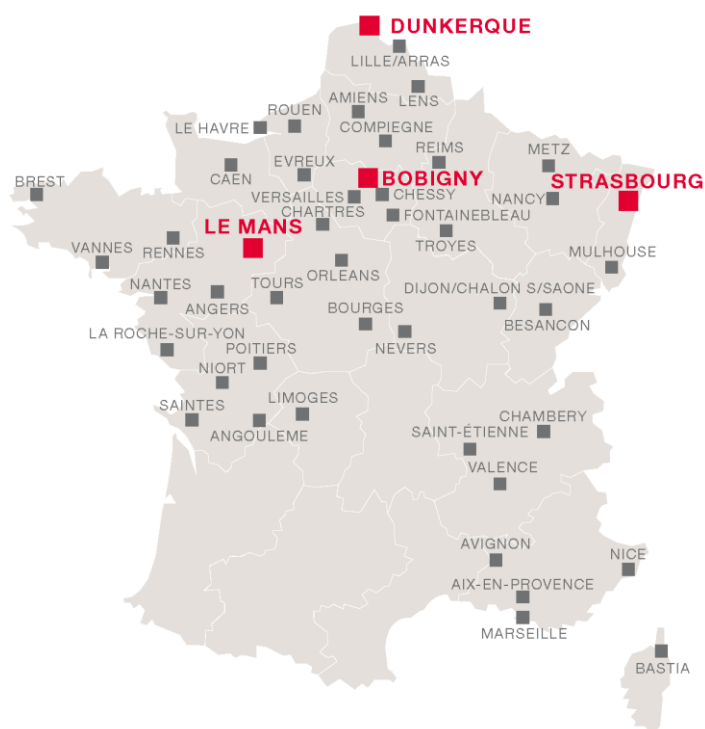 DUNKERQUE
LILLE/ARRAS
AMIENS
LENS
ROUEN
LE HAVRE
COMPIEGNE
REIMS
METZ
CAEN
EVREUX
BOBIGNY
STRASBOURG
BREST
VERSAILLES
CHESSY
NANCY
CHARTRES
FONTAINEBLEAU
LE MANS
TROYES
VANNES
RENNES
MULHOUSE
ORLEANS
NANTES
TOURS
DIJON/CHALON S/SAONE
ANGERS
BOURGES
BESANCON
LA ROCHE-SUR-YON
POITIERS
NEVERS
NIORT
LIMOGES
SAINTES
CHAMBERY
ANGOULEME
SAINT-ÉTIENNE
VALENCE
AVIGNON
NICE
AIX-EN-PROVENCE
MARSEILLE
BASTIA